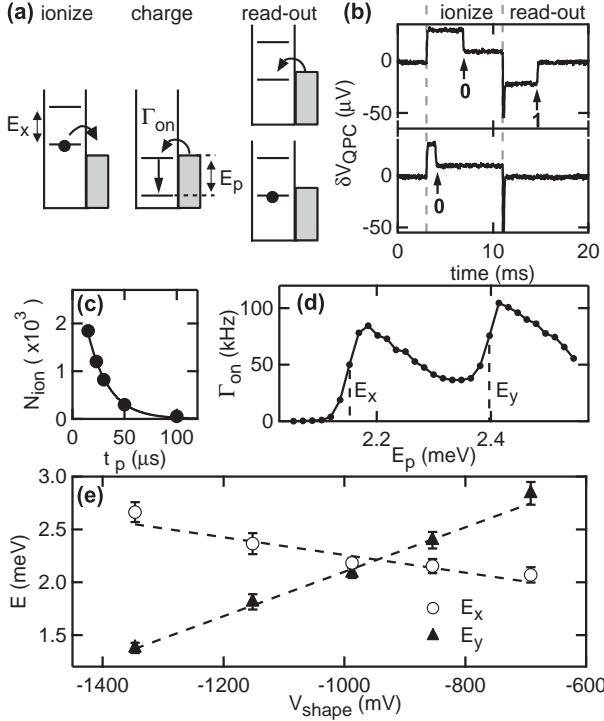 (a) ionize charge read-out
E_x
Γ_on
E_p
(b) ionize read-out
δV_QPC (μV)
0
-50
0
1
0
-50
0
0 10 20
time (ms)
(c)
N_ion (x10^3)
2
1
0
0 50 100
t_p (μs)
(d)
Γ_on (kHz)
100
50
0
E_x
E_y
2.2 2.4
E_p (meV)
(e)
E (meV)
3.0
2.5
2.0
1.5
E_x
E_y
-1400 -1200 -1000 -800 -600
V_shape (mV)